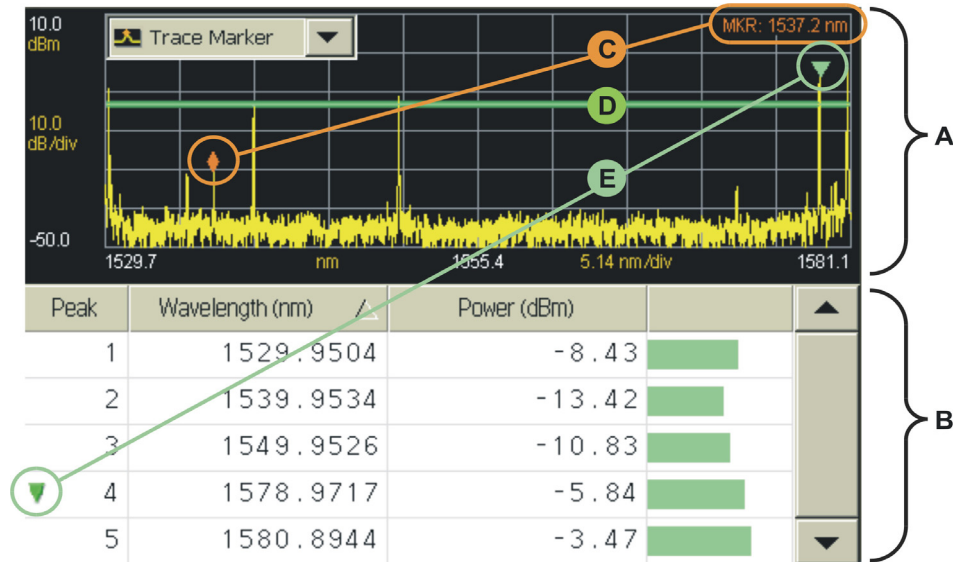 10.0
dBm
Trace Marker
MKR: 1537.2 nm
C
D
10.0
dB/div
E
A
-50.0
1529.7 nm 1555.4 5.14 nm/div 1581.1
Peak Wavelength (nm) Power (dBm)
1 1529.9504 -8.43
2 1539.9534 -13.42
3 1549.9526 -10.83
4 1578.9717 -5.84
5 1580.8944 -3.47
B